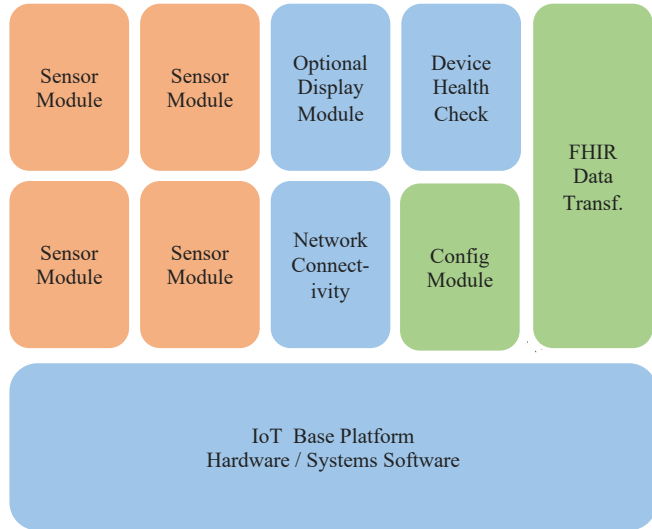 Sensor
Module
Sensor
Module
Optional
Display
Module
Device
Health
Check
FHIR
Data
Transf.
Sensor
Module
Sensor
Module
Network
Connect-
ivity
Config
Module
IoT Base Platform
Hardware / Systems Software